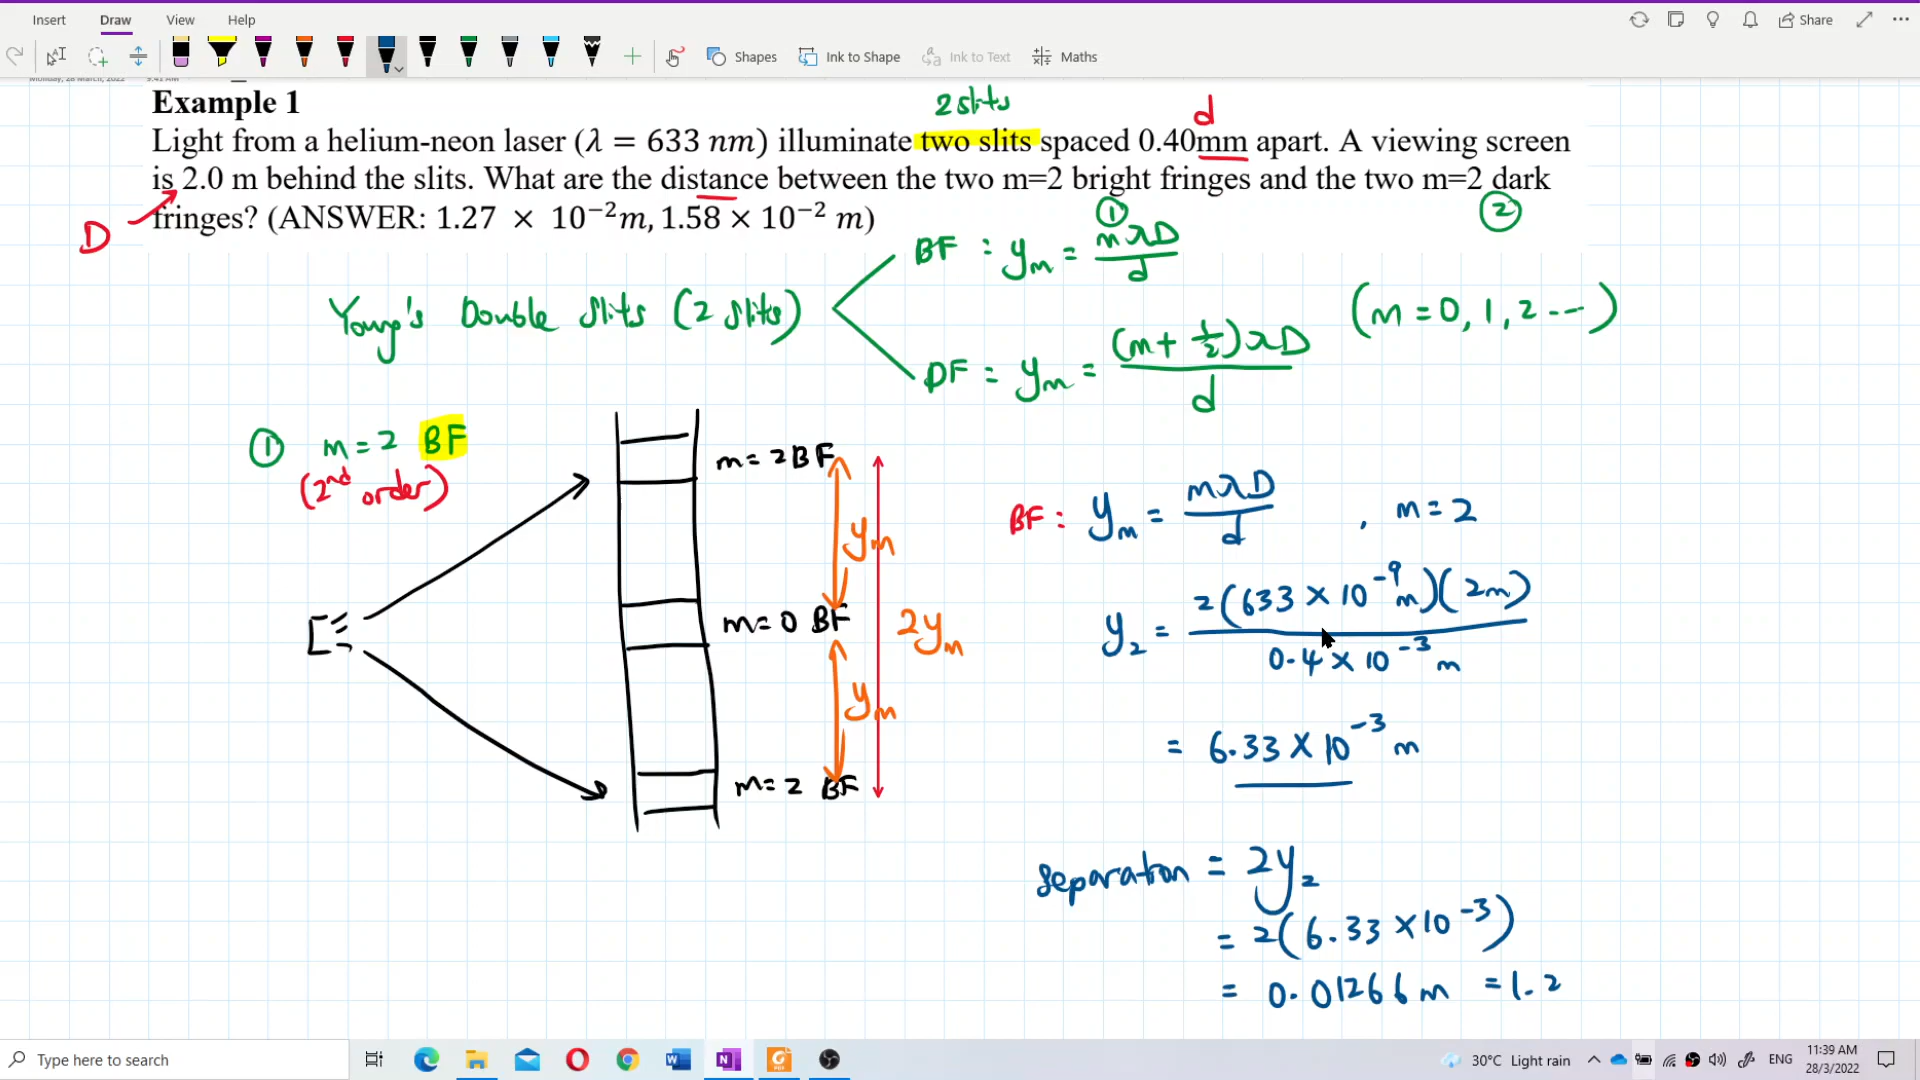 Insert Draw View Help
Share
Shapes Ink to Shape Ink to Text Maths
Monday, 28 March, 2022 9:41 AM
Example 1
2 slits
d
Light from a helium-neon laser (λ = 633 nm) illuminate two slits spaced 0.40mm apart. A viewing screen
is 2.0 m behind the slits. What are the distance between the two m=2 bright fringes and the two m=2 dark
fringes? (ANSWER: 1.27 × 10⁻²m, 1.58 × 10⁻² m)
D
① ②
BF : yₘ = mλD/d
Young's Double Slits (2 Slits)
(m = 0, 1, 2 ---)
DF : yₘ = (m + 1/2)λD/d
① m = 2 BF
(2nd order)
m = 2 BF
yₘ
m = 0 BF
2yₘ
yₘ
m = 2 BF
BF : yₘ = mλD/d , m = 2
y₂ = 2(633 × 10⁻⁹ m)(2m)/0.4 × 10⁻³ m
= 6.33 × 10⁻³ m
Separation = 2y₂
= 2(6.33 × 10⁻³)
= 0.01266 m = 1.2
Type here to search
30°C Light rain
ENG
11:39 AM
28/3/2022